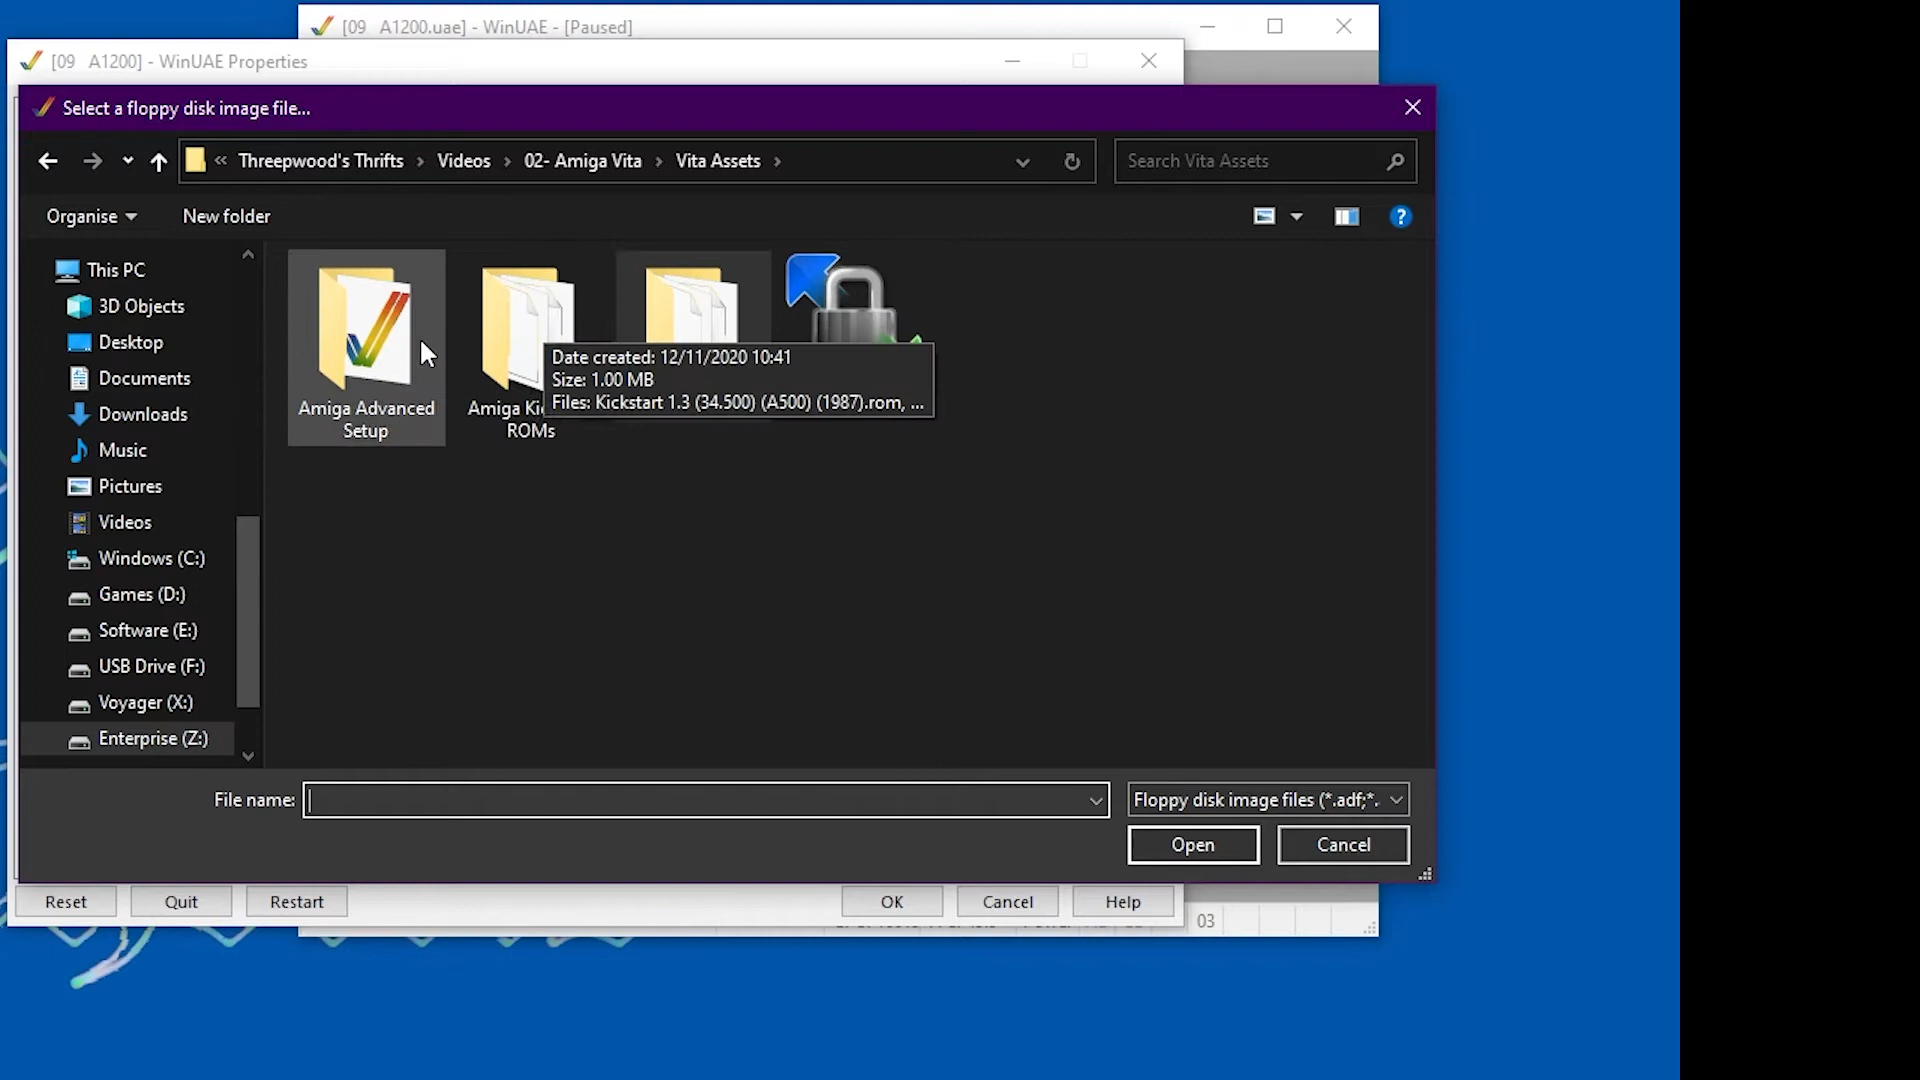 [09   A1200.uae] - WinUAE - [Paused]
[09   A1200] - WinUAE Properties
Select a floppy disk image file...
« Threepwood's Thrifts › Videos › 02- Amiga Vita › Vita Assets ›
Search Vita Assets
Organise
New folder
This PC
3D Objects
Desktop
Documents
Downloads
Music
Pictures
Videos
Windows (C:)
Games (D:)
Software (E:)
USB Drive (F:)
Voyager (X:)
Enterprise (Z:)
Amiga Advanced
Setup
Amiga
ROMs
Date created: 12/11/2020 10:41
Size: 1.00 MB
Files: Kickstart 1.3 (34.500) (A500) (1987).rom, ...
File name:
Floppy disk image files (*.adf;*.
Open
Cancel
Reset
Quit
Restart
OK
Cancel
Help
03